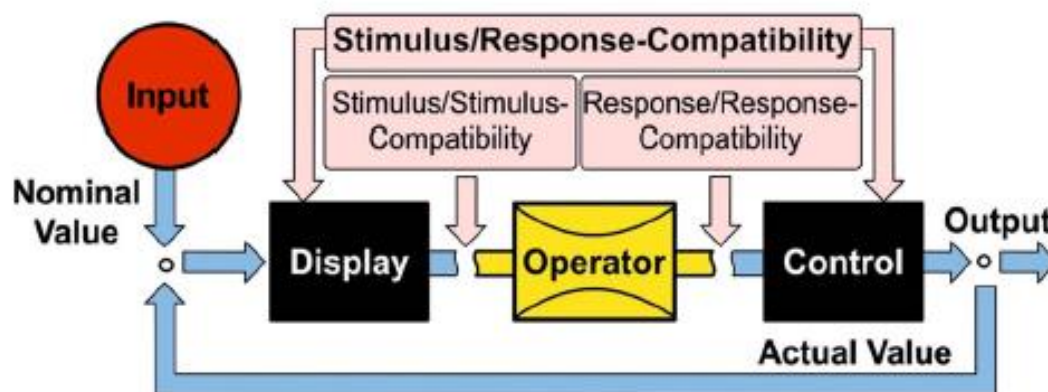 Stimulus/Response-Compatibility
Input
Stimulus/Stimulus-
Compatibility
Response/Response-
Compatibility
Nominal
Value
Display
Operator
Control
Output
Actual Value